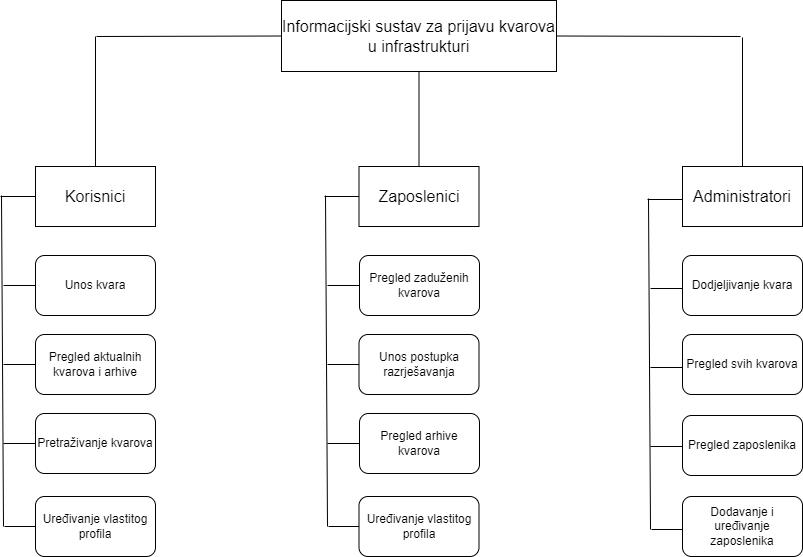 Informacijski sustav za prijavu kvarova
u infrastrukturi
Korisnici
Unos kvara
Pregled aktualnih
kvarova i arhive
Pretraživanje kvarova
Uređivanje vlastitog
profila
Zaposlenici
Pregled zaduženih
kvarova
Unos postupka
razrješavanja
Pregled arhive
kvarova
Uređivanje vlastitog
profila
Administratori
Dodjeljivanje kvara
Pregled svih kvarova
Pregled zaposlenika
Dodavanje i
uređivanje
zaposlenika